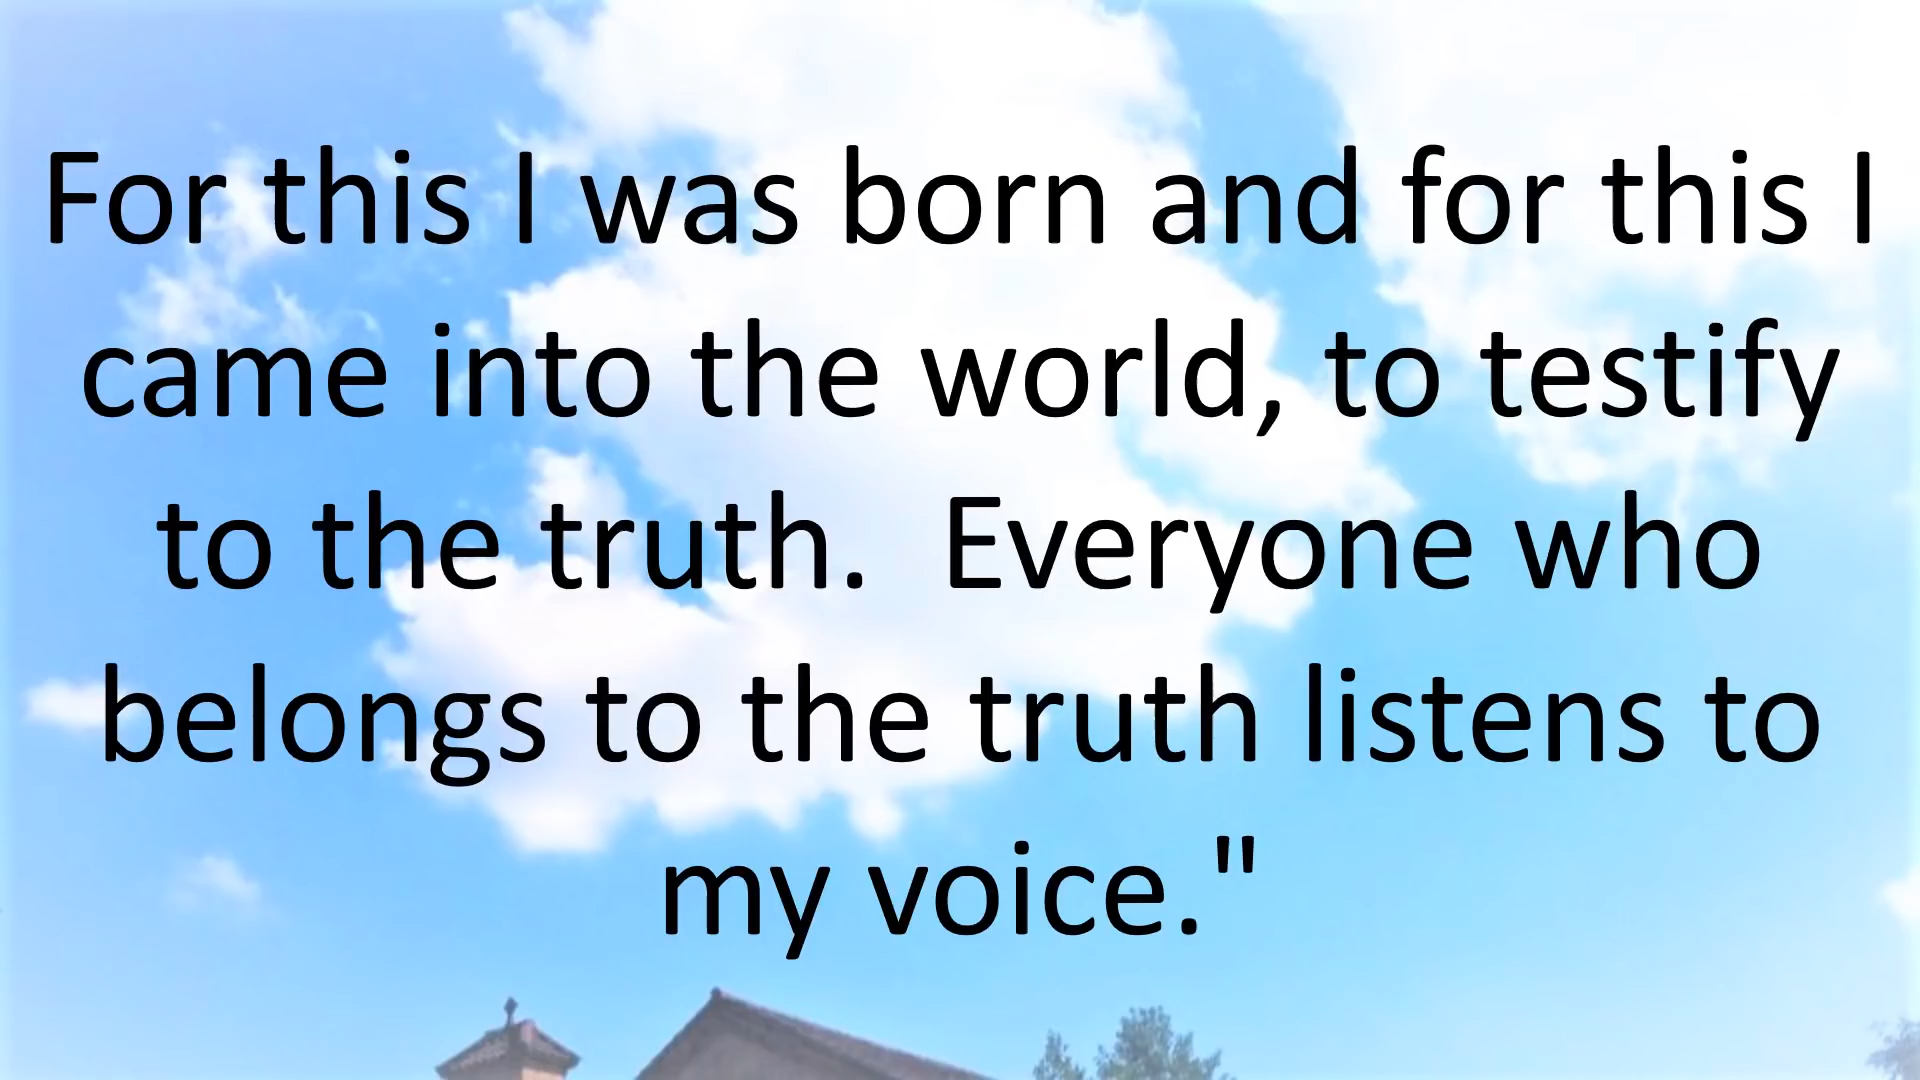 For this I was born and for this I
came into the world, to testify
to the truth.  Everyone who
belongs to the truth listens to
my voice."